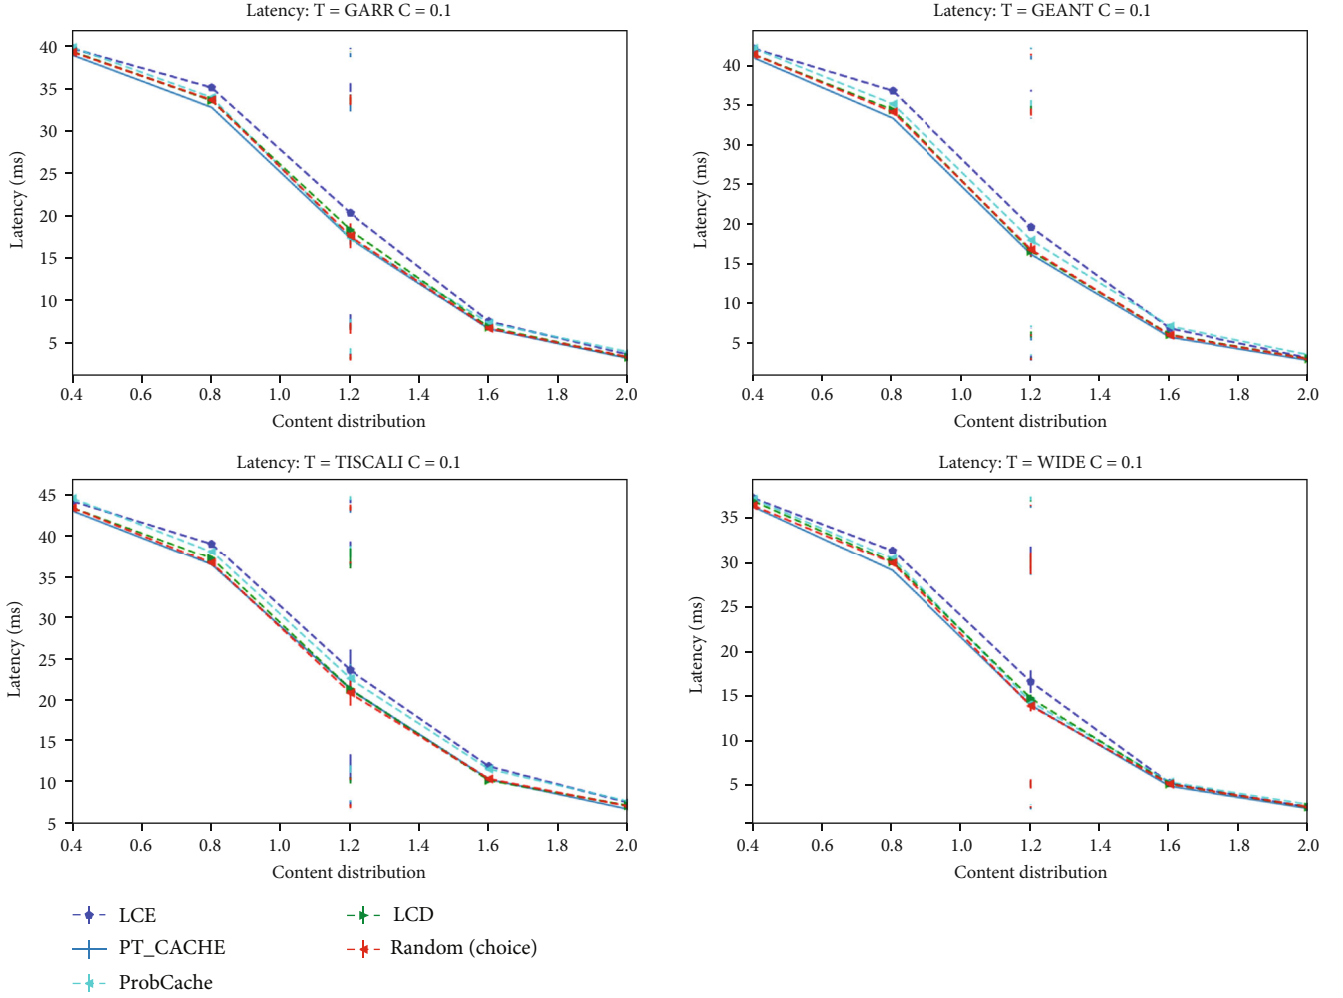 Latency: T = GARR C = 0.1
Latency (ms)
40
35
30
25
20
15
10
5
0.4 0.6 0.8 1.0 1.2 1.4 1.6 1.8 2.0
Content distribution
Latency: T = GEANT C = 0.1
Latency (ms)
40
35
30
25
20
15
10
5
0.4 0.6 0.8 1.0 1.2 1.4 1.6 1.8 2.0
Content distribution
Latency: T = TISCALI C = 0.1
Latency (ms)
45
40
35
30
25
20
15
10
5
0.4 0.6 0.8 1.0 1.2 1.4 1.6 1.8 2.0
Content distribution
Latency: T = WIDE C = 0.1
Latency (ms)
35
30
25
20
15
10
5
0.4 0.6 0.8 1.0 1.2 1.4 1.6 1.8 2.0
Content distribution
LCE
PT_CACHE
ProbCache
LCD
Random (choice)